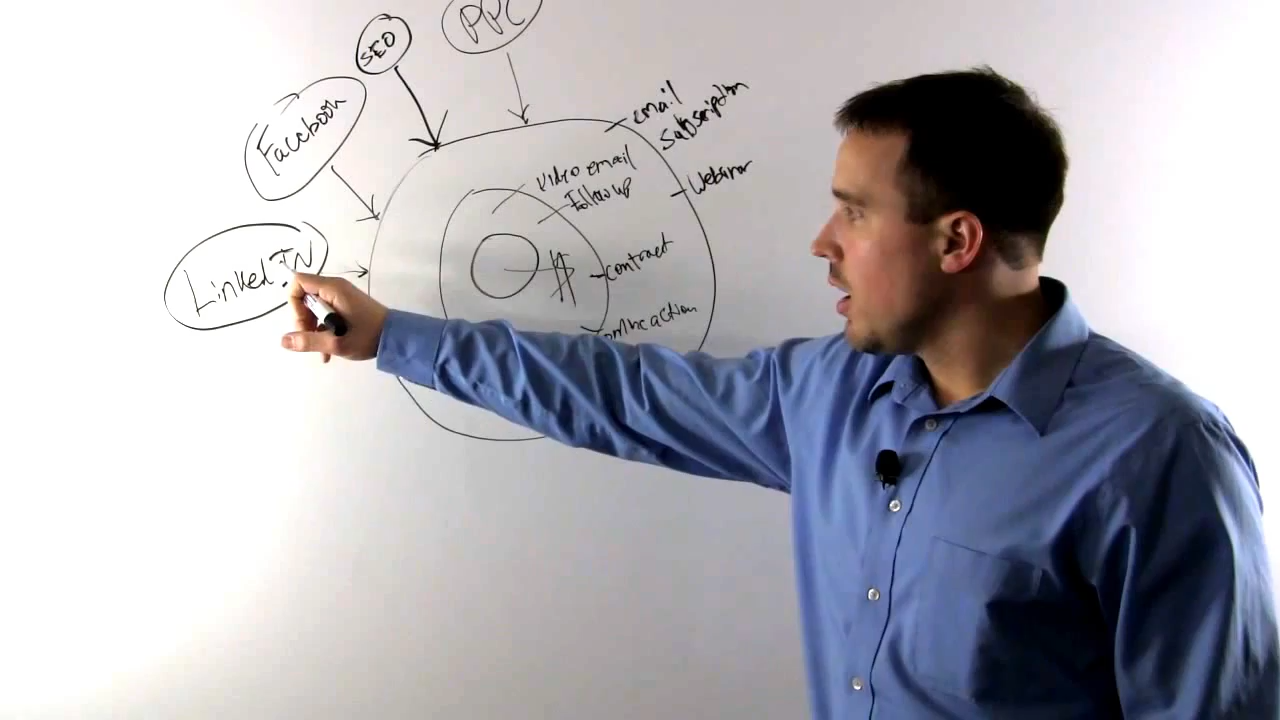 PPC
SEO
Facebook
LinkedIN
email
subscription
Webinar
Video email
Follow up
$
contract